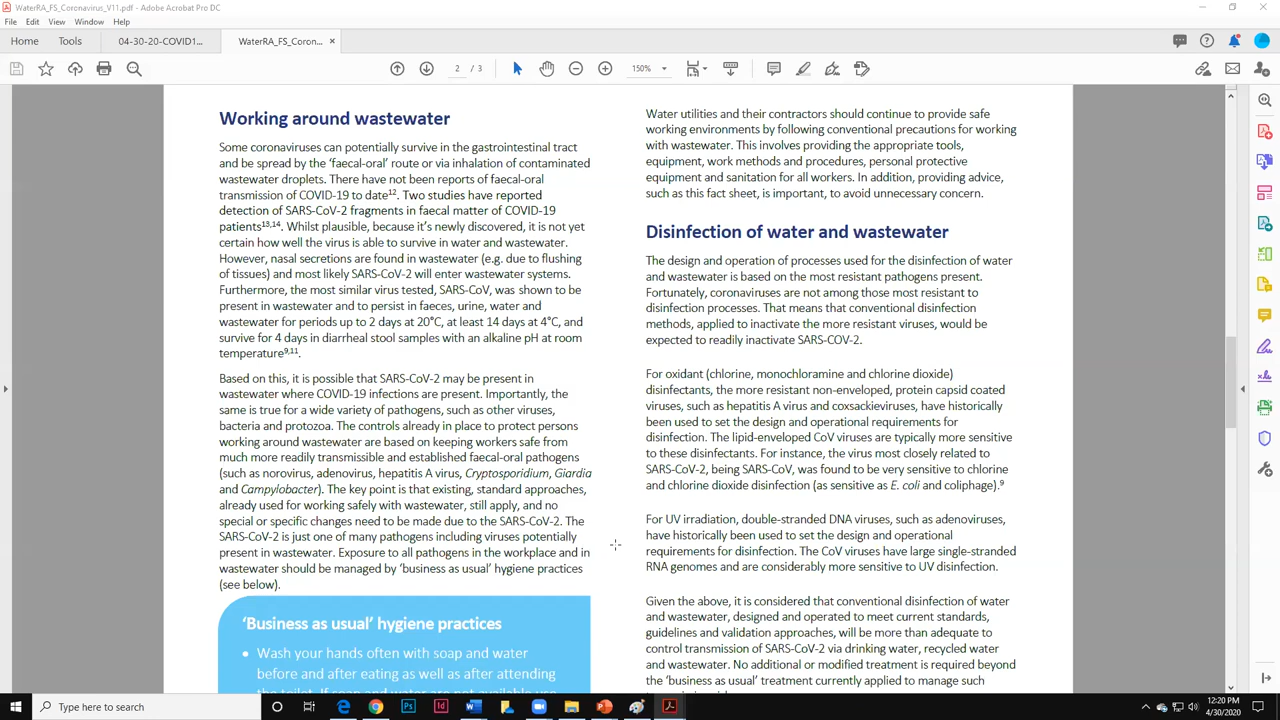 WaterRA_FS_Coronavirus_V11.pdf - Adobe Acrobat Pro DC
File Edit View Window Help
Home Tools 04-30-20-COVID1... WaterRA_FS_Coron... ×
2 / 3 150%
Working around wastewater
Some coronaviruses can potentially survive in the gastrointestinal tract
and be spread by the ‘faecal-oral’ route or via inhalation of contaminated
wastewater droplets. There have not been reports of faecal-oral
transmission of COVID-19 to date12. Two studies have reported
detection of SARS-CoV-2 fragments in faecal matter of COVID-19
patients13,14. Whilst plausible, because it’s newly discovered, it is not yet
certain how well the virus is able to survive in water and wastewater.
However, nasal secretions are found in wastewater (e.g. due to flushing
of tissues) and most likely SARS-CoV-2 will enter wastewater systems.
Furthermore, the most similar virus tested, SARS-CoV, was shown to be
present in wastewater and to persist in faeces, urine, water and
wastewater for periods up to 2 days at 20°C, at least 14 days at 4°C, and
survive for 4 days in diarrheal stool samples with an alkaline pH at room
temperature9,11.
Based on this, it is possible that SARS-CoV-2 may be present in
wastewater where COVID-19 infections are present. Importantly, the
same is true for a wide variety of pathogens, such as other viruses,
bacteria and protozoa. The controls already in place to protect persons
working around wastewater are based on keeping workers safe from
much more readily transmissible and established faecal-oral pathogens
(such as norovirus, adenovirus, hepatitis A virus, Cryptosporidium, Giardia
and Campylobacter). The key point is that existing, standard approaches,
already used for working safely with wastewater, still apply, and no
special or specific changes need to be made due to the SARS-CoV-2. The
SARS-CoV-2 is just one of many pathogens including viruses potentially
present in wastewater. Exposure to all pathogens in the workplace and in
wastewater should be managed by ‘business as usual’ hygiene practices
(see below).
‘Business as usual’ hygiene practices
• Wash your hands often with soap and water
before and after eating as well as after attending
the toilet. If soap and water are not available use
Water utilities and their contractors should continue to provide safe
working environments by following conventional precautions for working
with wastewater. This involves providing the appropriate tools,
equipment, work methods and procedures, personal protective
equipment and sanitation for all workers. In addition, providing advice,
such as this fact sheet, is important, to avoid unnecessary concern.
Disinfection of water and wastewater
The design and operation of processes used for the disinfection of water
and wastewater is based on the most resistant pathogens present.
Fortunately, coronaviruses are not among those most resistant to
disinfection processes. That means that conventional disinfection
methods, applied to inactivate the more resistant viruses, would be
expected to readily inactivate SARS-COV-2.
For oxidant (chlorine, monochloramine and chlorine dioxide)
disinfectants, the more resistant non-enveloped, protein capsid coated
viruses, such as hepatitis A virus and coxsackieviruses, have historically
been used to set the design and operational requirements for
disinfection. The lipid-enveloped CoV viruses are typically more sensitive
to these disinfectants. For instance, the virus most closely related to
SARS-CoV-2, being SARS-CoV, was found to be very sensitive to chlorine
and chlorine dioxide disinfection (as sensitive as E. coli and coliphage).9
For UV irradiation, double-stranded DNA viruses, such as adenoviruses,
have historically been used to set the design and operational
requirements for disinfection. The CoV viruses have large single-stranded
RNA genomes and are considerably more sensitive to UV disinfection.
Given the above, it is considered that conventional disinfection of water
and wastewater, designed and operated to meet current standards,
guidelines and validation approaches, will be more than adequate to
control transmission of SARS-CoV-2 via drinking water, recycled water
and wastewater. No additional or modified treatment is required beyond
the ‘business as usual’ treatment currently applied to manage such
Type here to search
12:20 PM
4/30/2020